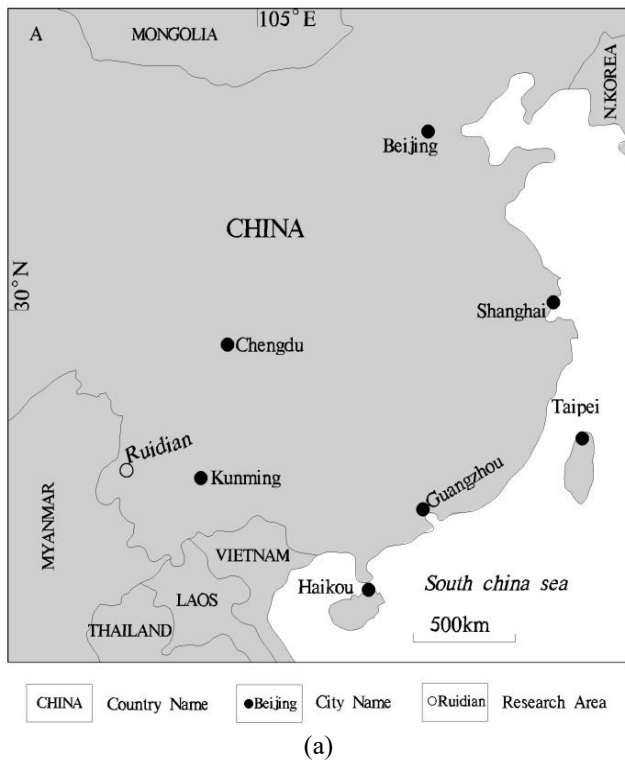 A
MONGOLIA
105°E
N.KOREA
Beijing
CHINA
30°N
Shanghai
Chengdu
Taipei
Ruidian
Kunming
Guangzhou
MYANMAR
VIETNAM
Haikou
South china sea
LAOS
THAILAND
500km
CHINA Country Name Beijing City Name Ruidian Research Area
(a)